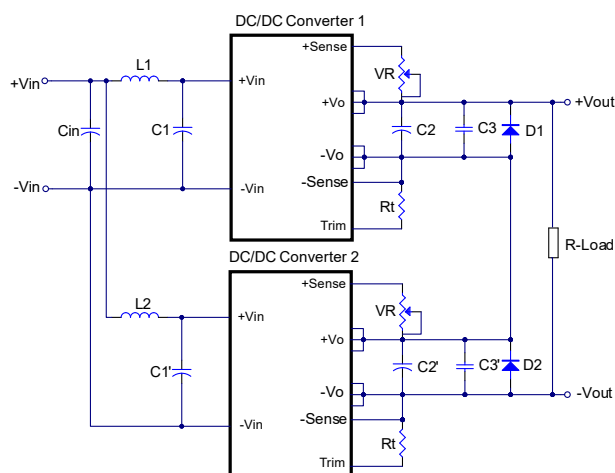 DC/DC Converter 1
+Sense
L1
VR
+Vin
+Vin
+Vo
+Vout
Cin
C1
C2
C3
D1
-Vo
-Vin
-Vin
-Sense
Rt
Trim
R-Load
DC/DC Converter 2
+Sense
L2
+Vin
VR
+Vo
C1'
C2'
C3'
D2
-Vo
-Vout
-Vin
-Sense
Rt
Trim